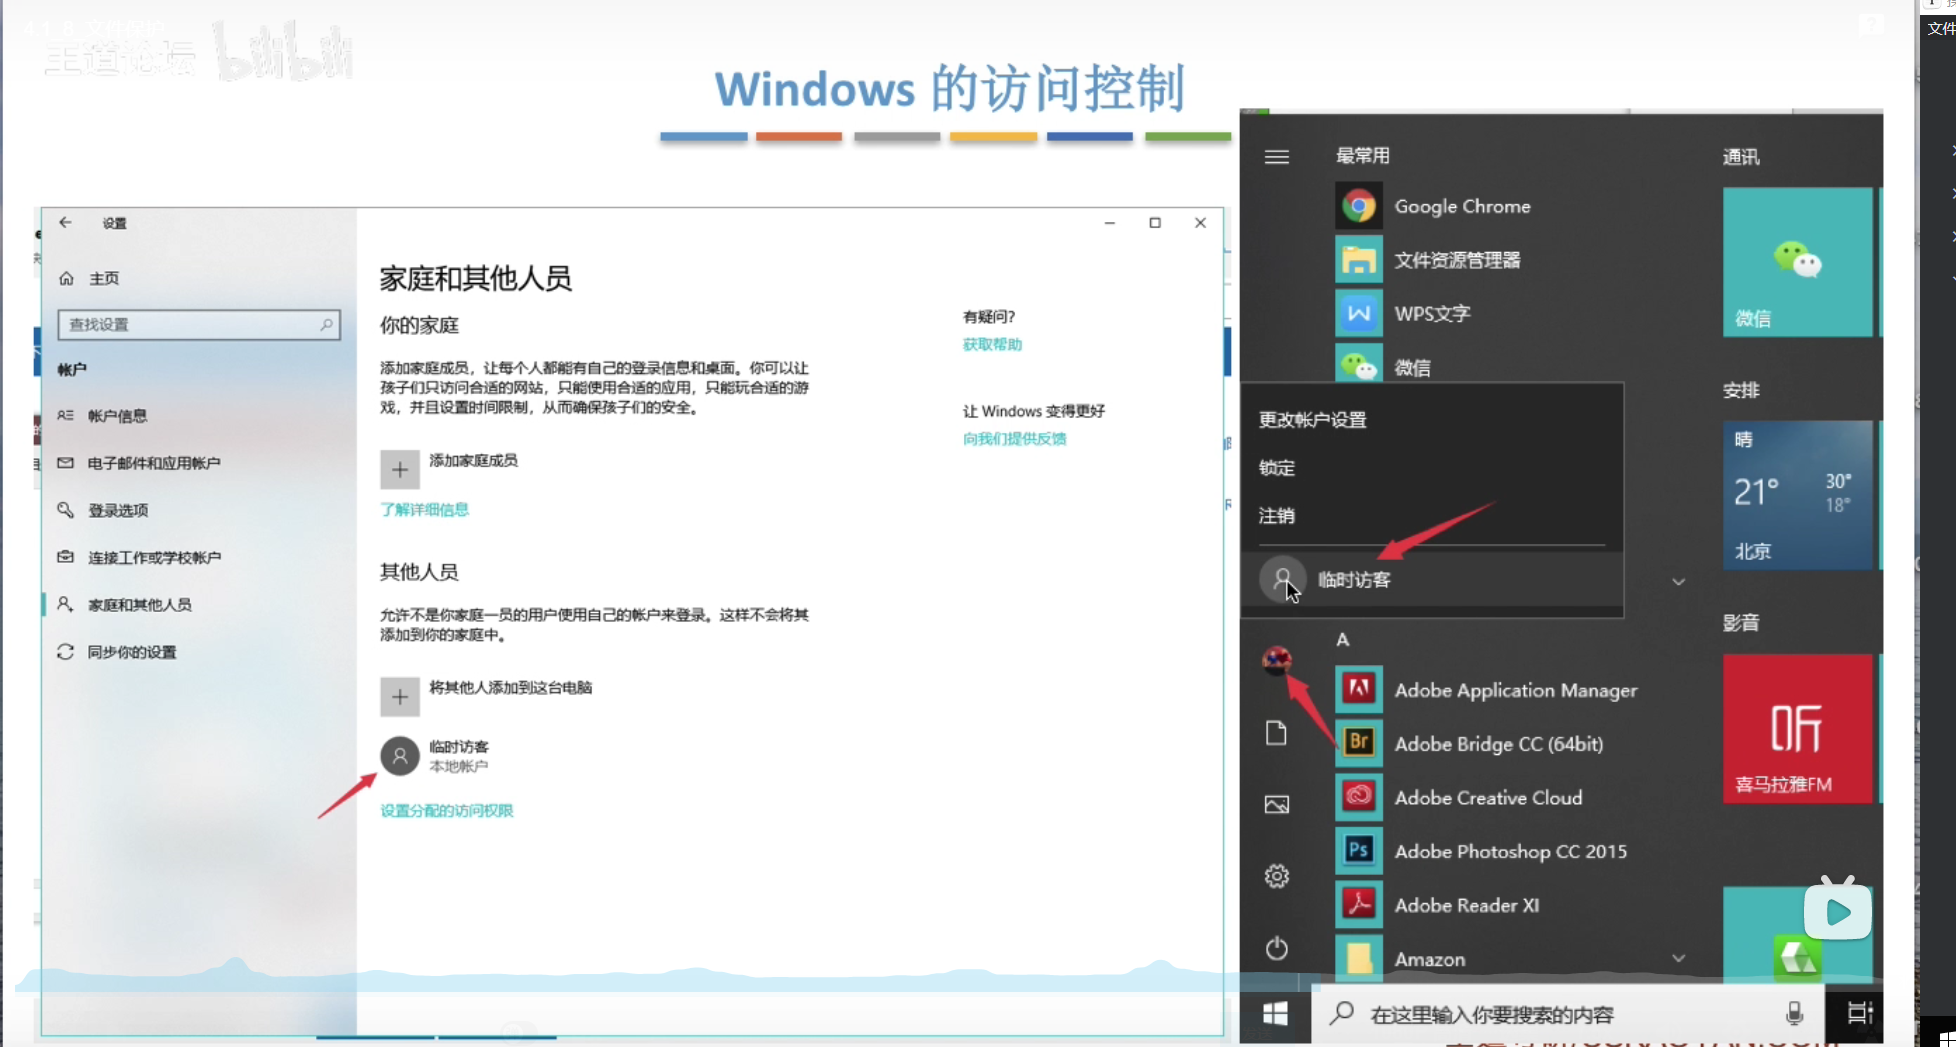 4.1_8_文件保护
王道论坛 bilibili
Windows 的访问控制
设置
主页
查找设置
帐户
帐户信息
电子邮件和应用帐户
登录选项
连接工作或学校帐户
家庭和其他人员
同步你的设置
家庭和其他人员
你的家庭
添加家庭成员，让每个人都能有自己的登录信息和桌面。你可以让
孩子们只访问合适的网站，只能使用合适的应用，只能玩合适的游
戏，并且设置时间限制，从而确保孩子们的安全。
添加家庭成员
了解详细信息
其他人员
允许不是你家庭一员的用户使用自己的帐户来登录。这样不会将其
添加到你的家庭中。
将其他人添加到这台电脑
临时访客
本地帐户
设置分配的访问权限
有疑问?
获取帮助
让 Windows 变得更好
向我们提供反馈
最常用
Google Chrome
文件资源管理器
WPS文字
微信
更改帐户设置
锁定
注销
临时访客
A
Adobe Application Manager
Adobe Bridge CC (64bit)
Adobe Creative Cloud
Adobe Photoshop CC 2015
Adobe Reader XI
Amazon
通讯
微信
安排
晴
21°
30°
18°
北京
影音
听
喜马拉雅FM
在这里输入你要搜索的内容
文件